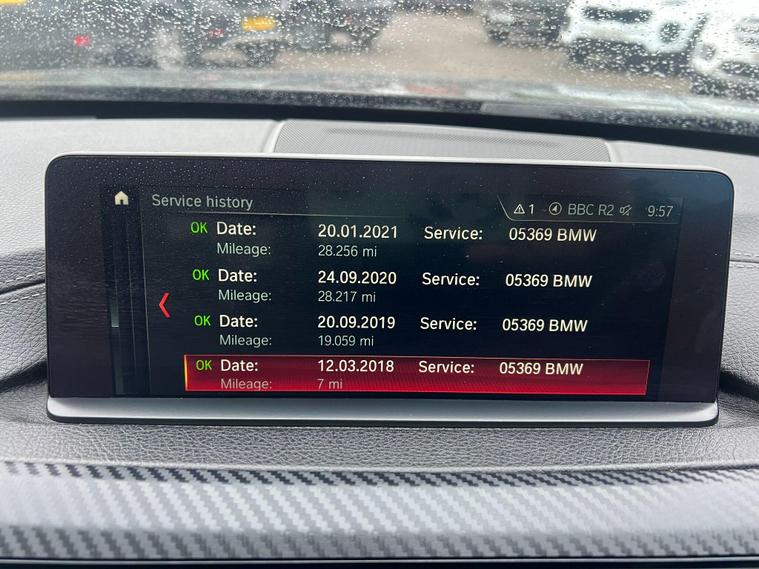 Service history
1 BBC R2 9:57
OK Date: 20.01.2021 Service: 05369 BMW
Mileage: 28.256 mi
OK Date: 24.09.2020 Service: 05369 BMW
Mileage: 28.217 mi
OK Date: 20.09.2019 Service: 05369 BMW
Mileage: 19.059 mi
OK Date: 12.03.2018 Service: 05369 BMW
Mileage: 7 mi